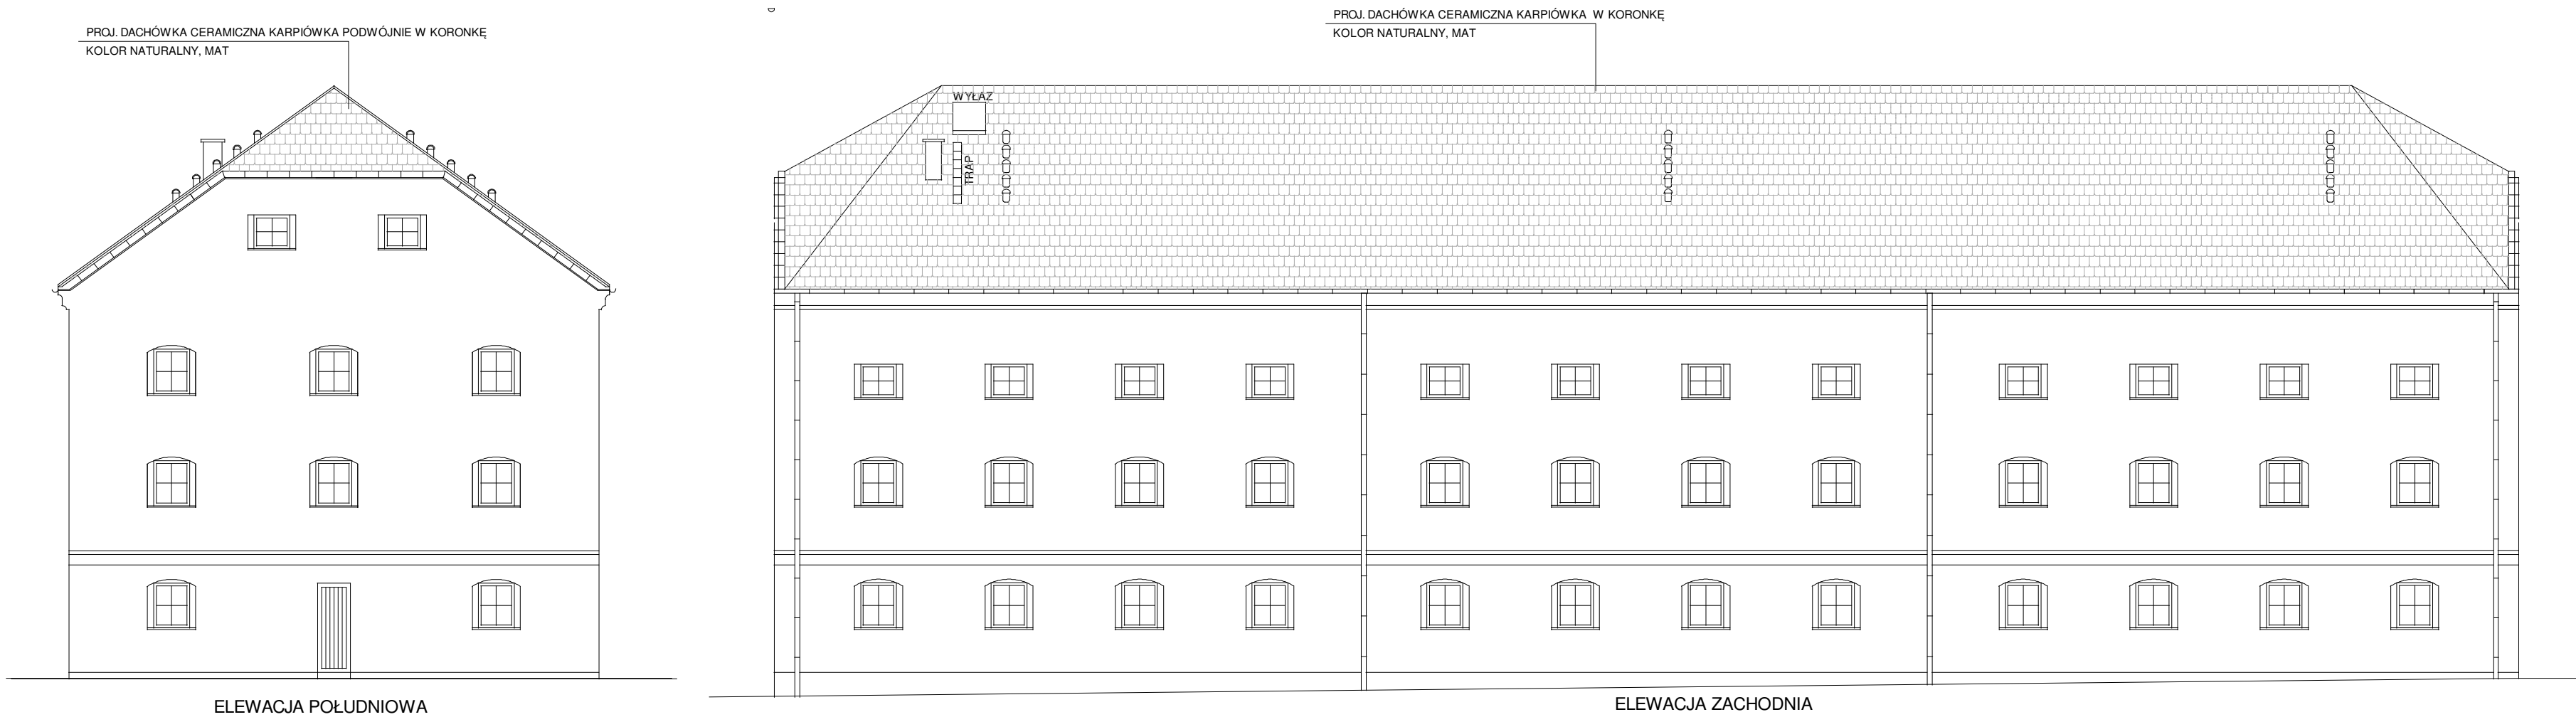 PROJ. DACHÓWKA CERAMICZNA KARPIÓWKA PODWÓJNIE W KORONKĘ
KOLOR NATURALNY, MAT
PROJ. DACHÓWKA CERAMICZNA KARPIÓWKA W KORONKĘ
KOLOR NATURALNY, MAT
WYŁAZ
TRAP
ELEWACJA POŁUDNIOWA
ELEWACJA ZACHODNIA